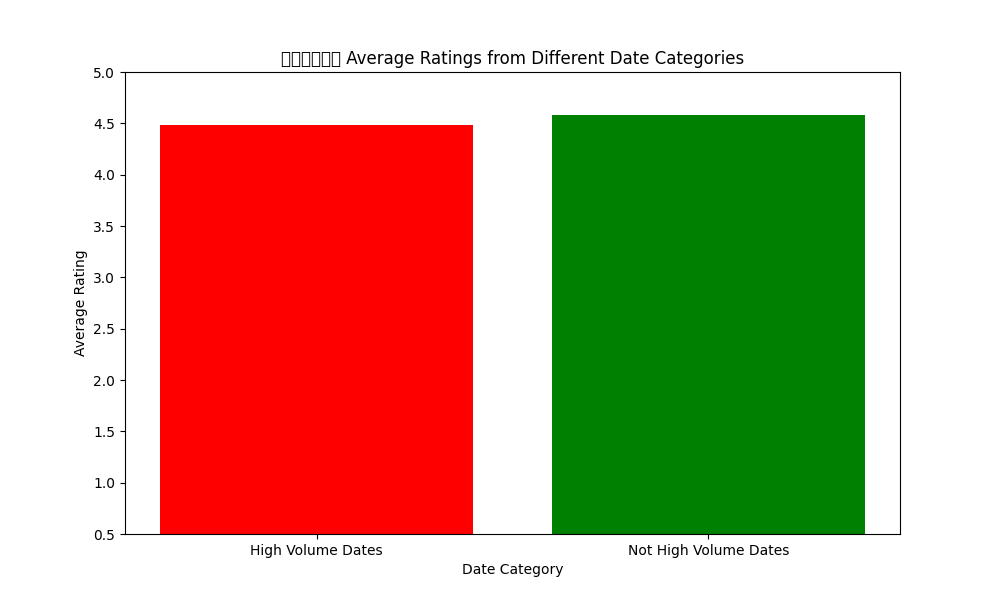 Average Ratings from Different Date Categories
5.0
4.5
4.0
3.5
3.0
2.5
2.0
1.5
1.0
0.5
Average Rating
High Volume Dates
Not High Volume Dates
Date Category